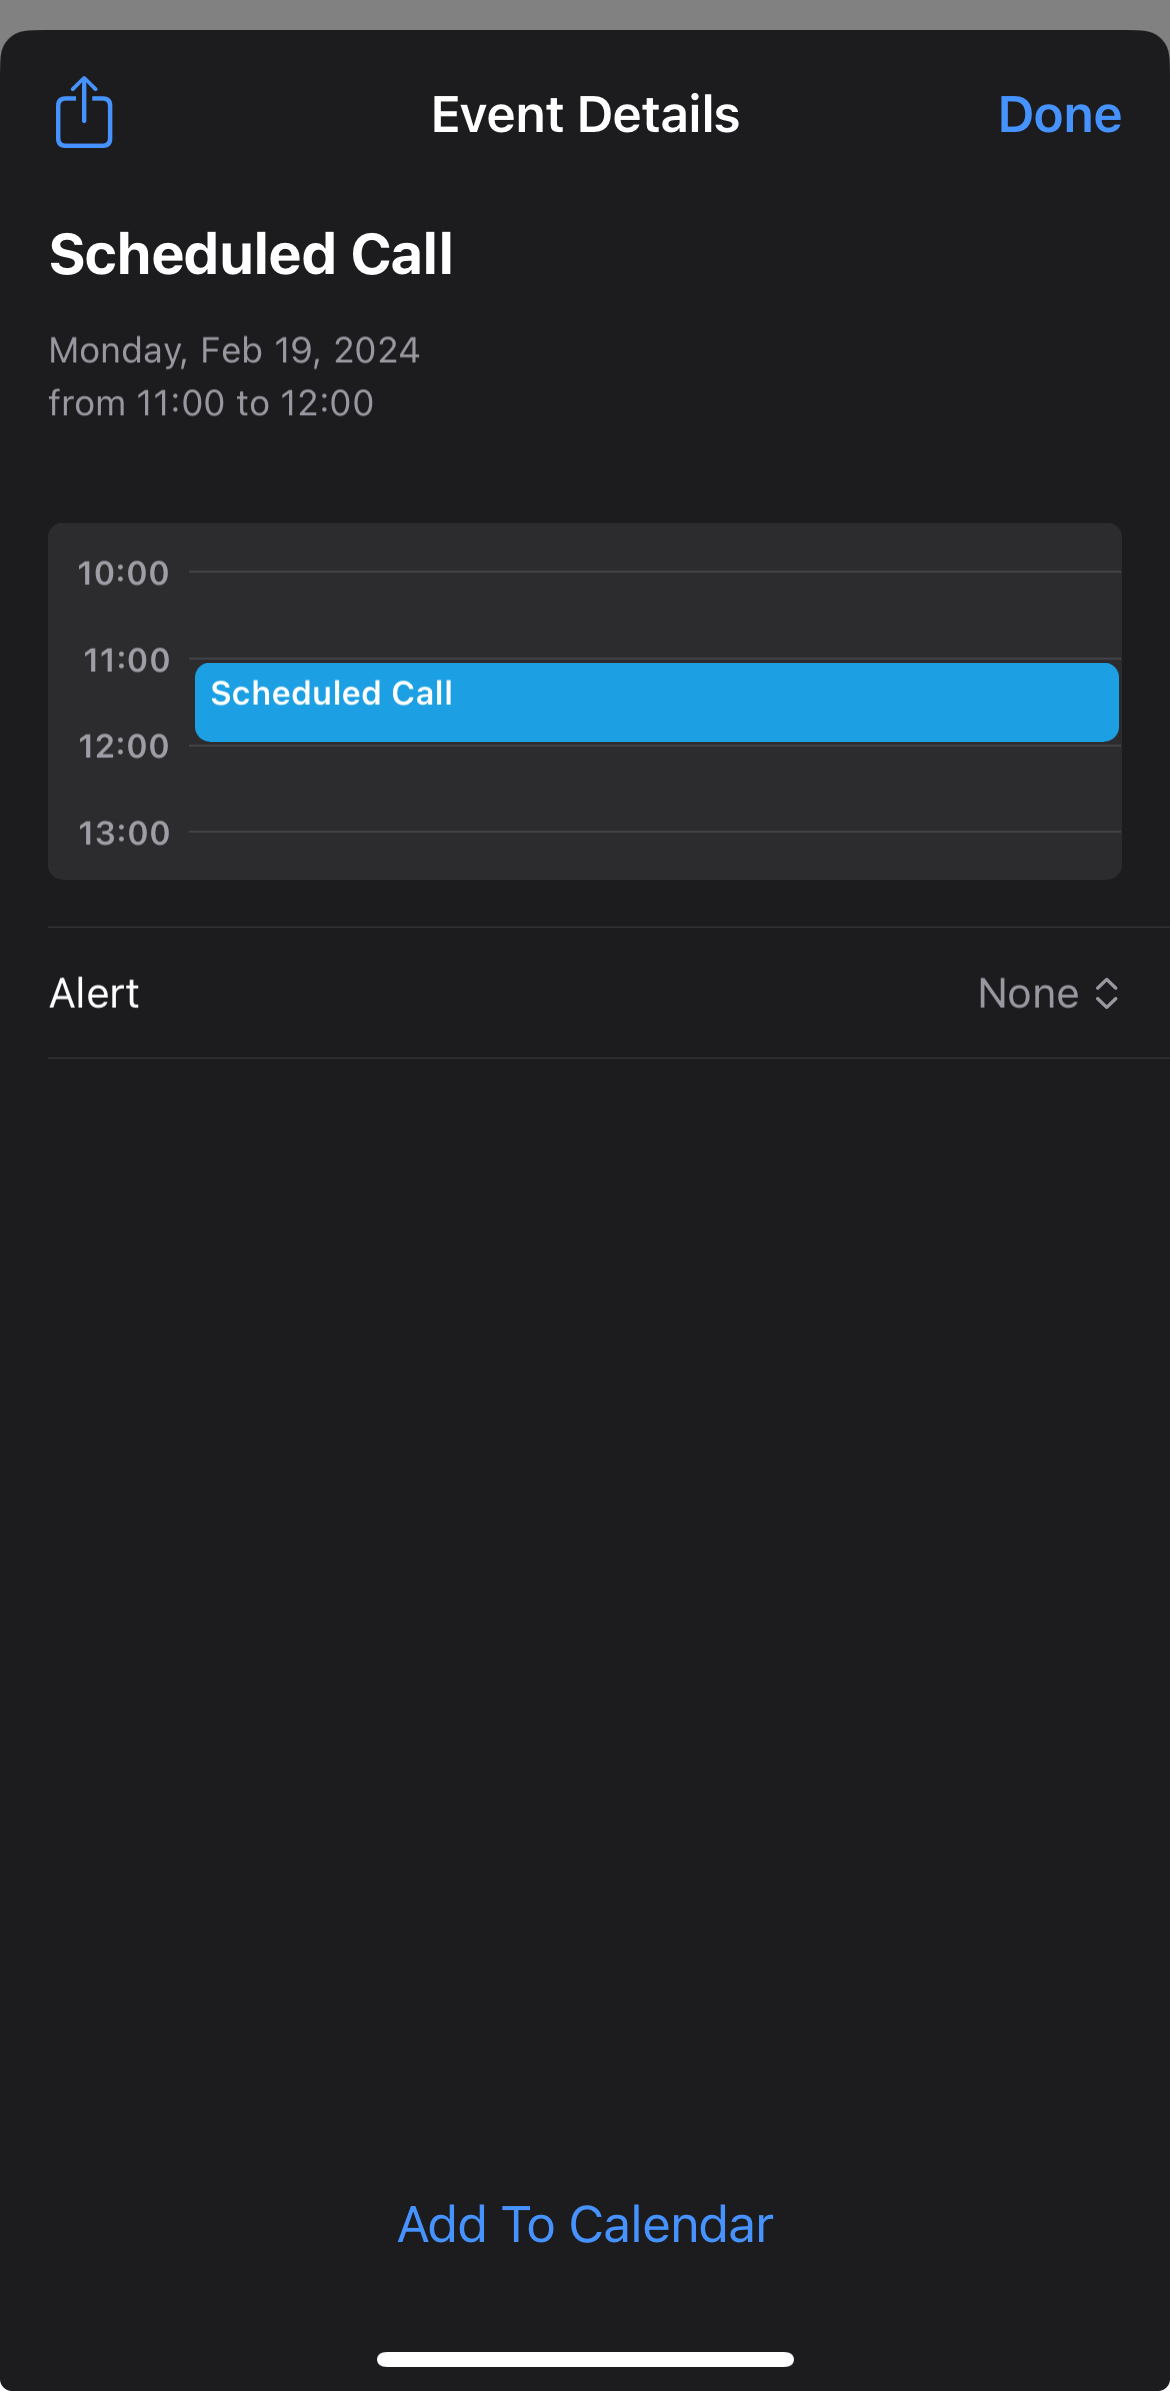 Event Details
Done
Scheduled Call
Monday, Feb 19, 2024
from 11:00 to 12:00
10:00
11:00
Scheduled Call
12:00
13:00
Alert
None
Add To Calendar